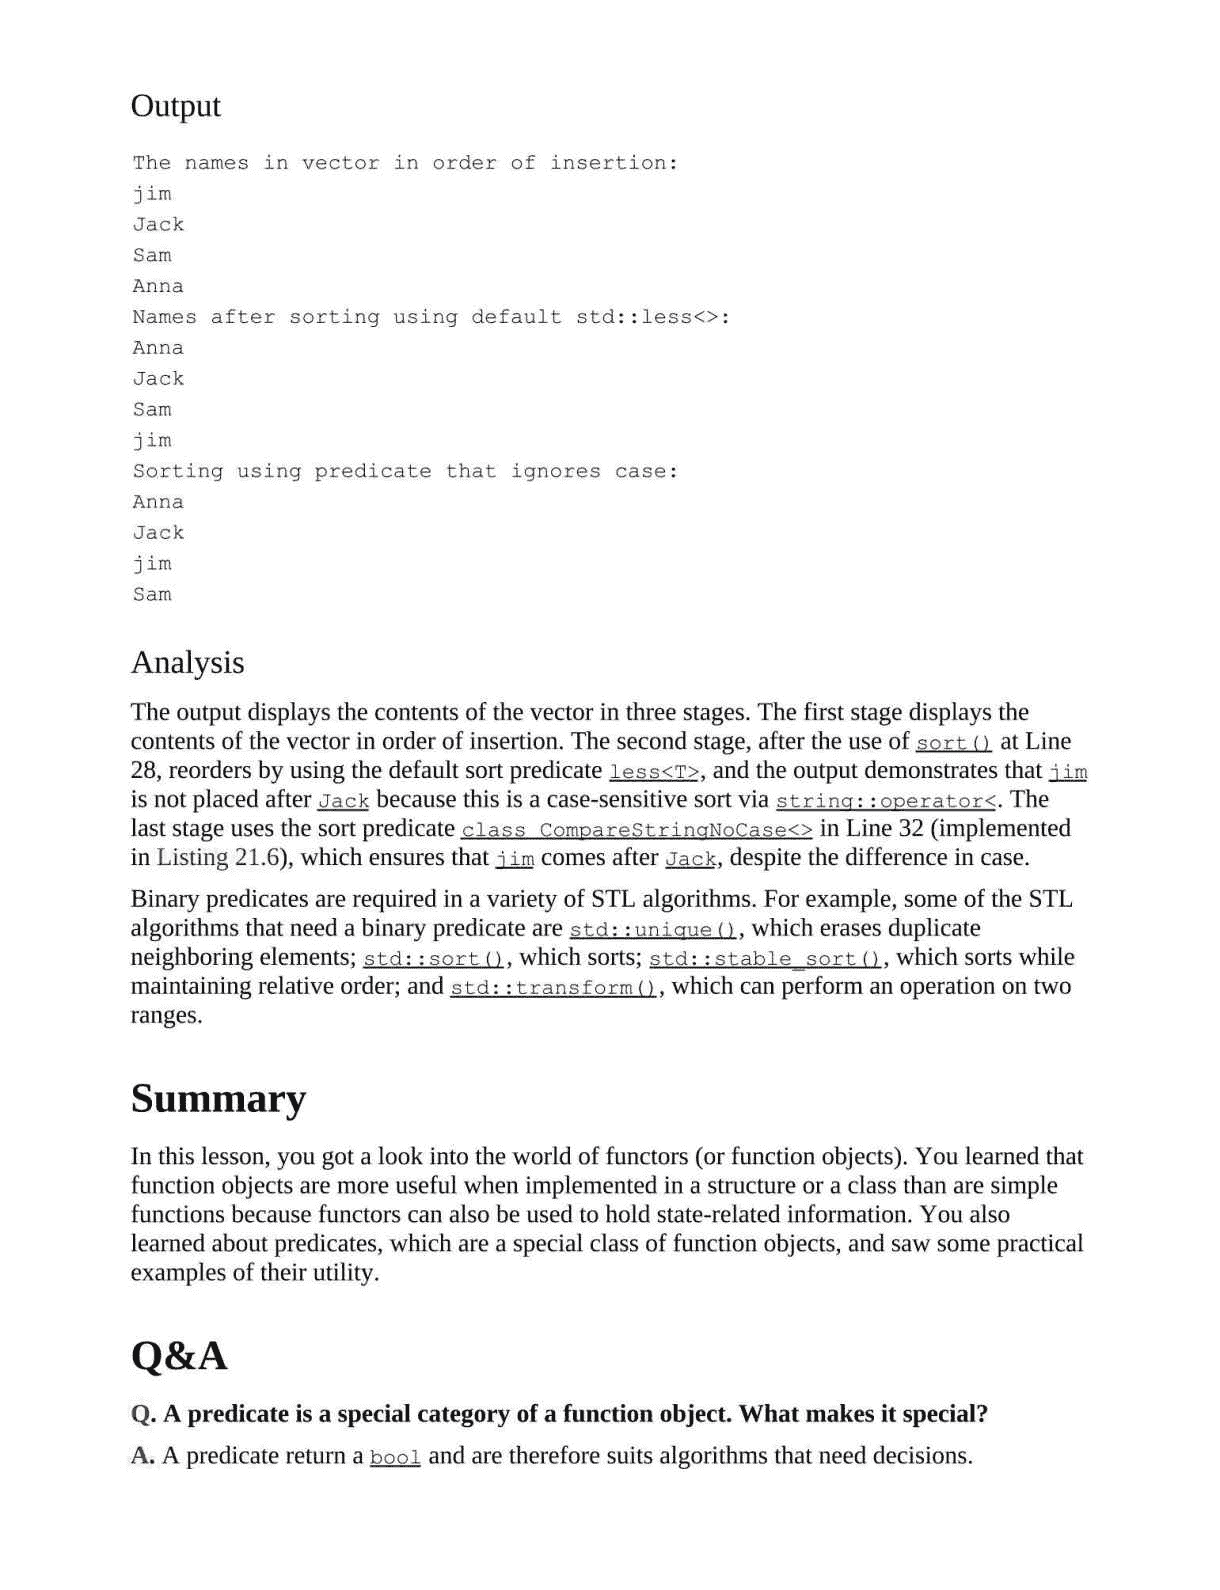 Output
The names in vector in order of insertion:
jim
Jack
Sam
Anna
Names after sorting using default std::less<>:
Anna
Jack
Sam
jim
Sorting using predicate that ignores case:
Anna
Jack
jim
Sam
Analysis
The output displays the contents of the vector in three stages. The first stage displays the
contents of the vector in order of insertion. The second stage, after the use of sort() at Line
28, reorders by using the default sort predicate less<T>, and the output demonstrates that jim
is not placed after Jack because this is a case-sensitive sort via string::operator<. The
last stage uses the sort predicate class CompareStringNoCase<> in Line 32 (implemented
in Listing 21.6), which ensures that jim comes after Jack, despite the difference in case.
Binary predicates are required in a variety of STL algorithms. For example, some of the STL
algorithms that need a binary predicate are std::unique(), which erases duplicate
neighboring elements; std::sort(), which sorts; std::stable_sort(), which sorts while
maintaining relative order; and std::transform(), which can perform an operation on two
ranges.
Summary
In this lesson, you got a look into the world of functors (or function objects). You learned that
function objects are more useful when implemented in a structure or a class than are simple
functions because functors can also be used to hold state-related information. You also
learned about predicates, which are a special class of function objects, and saw some practical
examples of their utility.
Q&A
Q. A predicate is a special category of a function object. What makes it special?
A. A predicate return a bool and are therefore suits algorithms that need decisions.